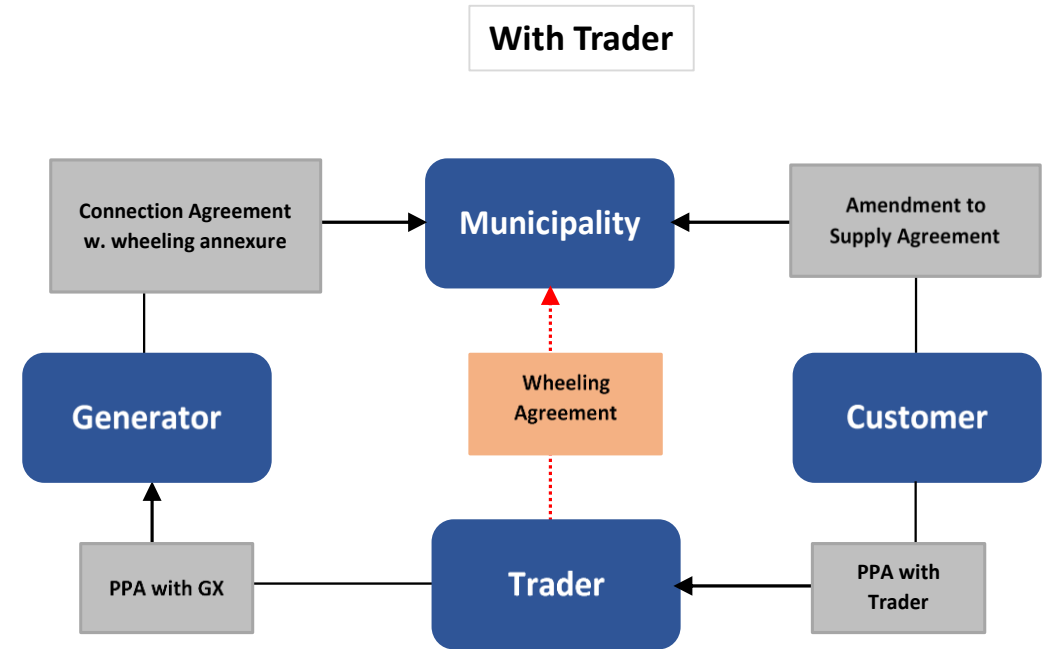 With Trader
Connection Agreement
w. wheeling annexure
Municipality
Amendment to
Supply Agreement
Generator
Wheeling
Agreement
Customer
PPA with GX
Trader
PPA with
Trader